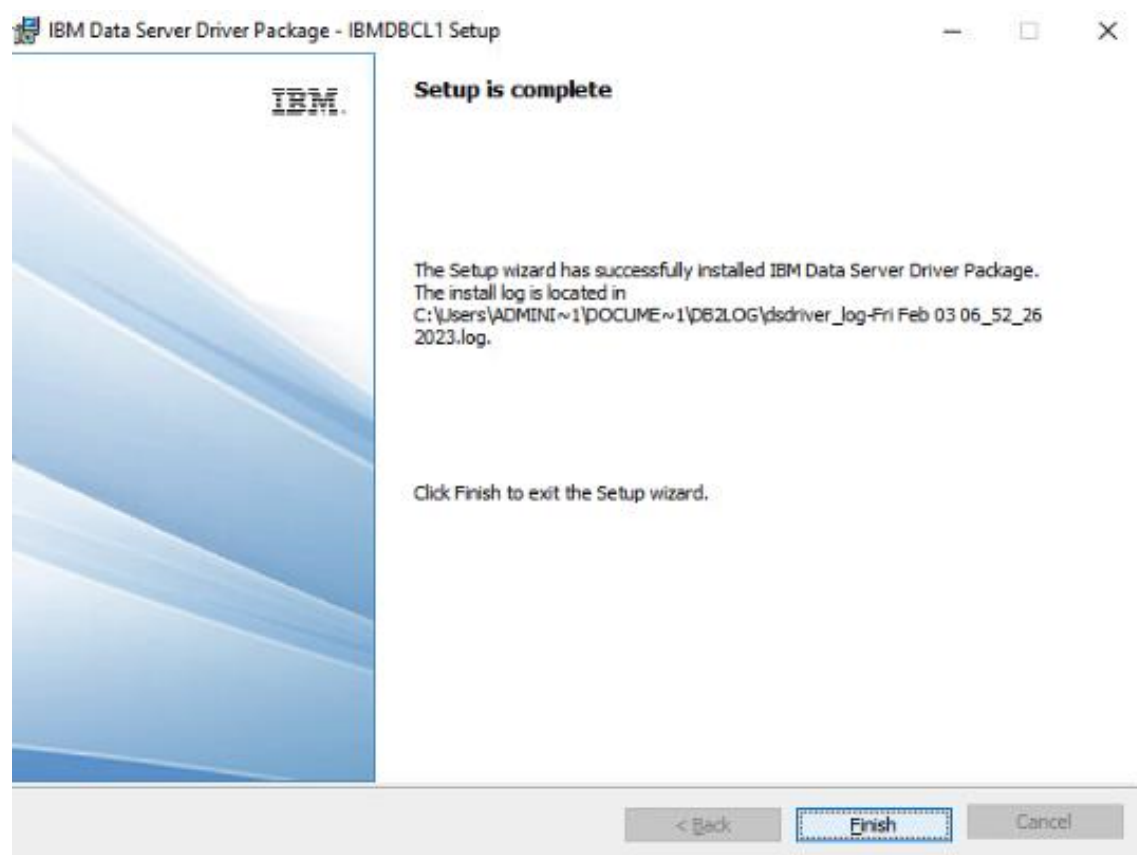 IBM Data Server Driver Package - IBMDBCL1 Setup
IBM.
Setup is complete
The Setup wizard has successfully installed IBM Data Server Driver Package.
The install log is located in
C:\Users\ADMINI~1\DOCUME~1\DB2LOG\dsdriver_log-Fri Feb 03 06_52_26
2023.log.
Click Finish to exit the Setup wizard.
< Back
Finish
Cancel